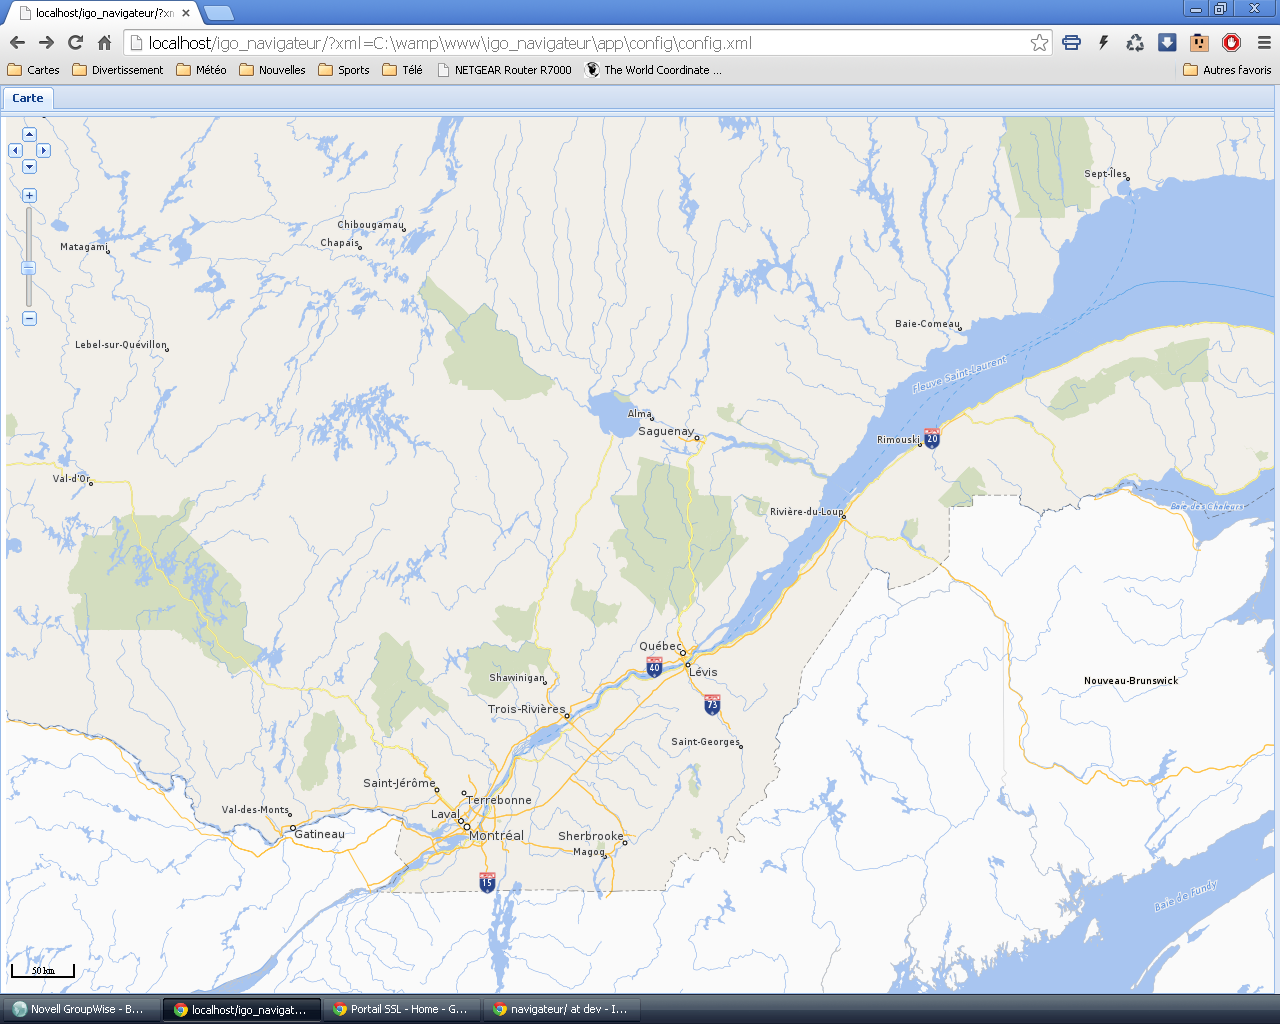 localhost/igo_navigateur/?xn
localhost/igo_navigateur/?xml=C:\wamp\www\igo_navigateur\app\config\config.xml
Cartes
Divertissement
Météo
Nouvelles
Sports
Télé
NETGEAR Router R7000
The World Coordinate ...
Autres favoris
Carte
Sept-Îles
Chibougamau
Chapais
Matagami
Baie-Comeau
Lebel-sur-Quévillon
Fleuve Saint-Laurent
Alma
Saguenay
Rimouski
20
Val-d'Or
Rivière-du-Loup
Baie des Chaleurs
Québec
40
Lévis
Shawinigan
Nouveau-Brunswick
73
Trois-Rivières
Saint-Georges
Saint-Jérôme
Terrebonne
Val-des-Monts
Laval
Gatineau
Montréal
Sherbrooke
Magog
15
Baie de Fundy
50 km
Novell GroupWise - B...
localhost/igo_navigat...
Portail SSL - Home - G...
navigateur/ at dev - I...